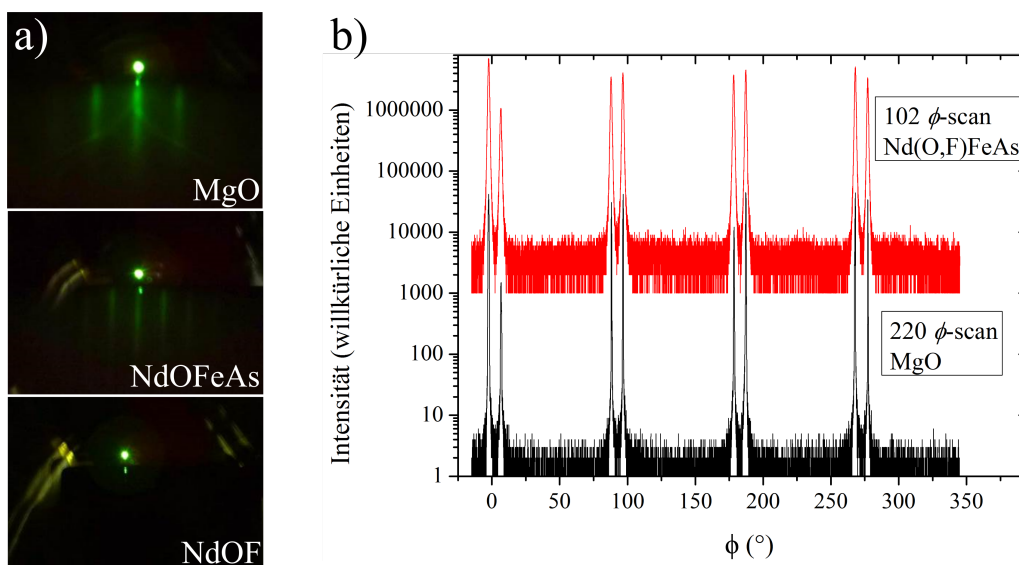 a)
MgO
NdOFeAs
NdOF
b)
Intensität (willkürliche Einheiten)
1000000
100000
10000
1000
100
10
1
102 ϕ-scan
Nd(O,F)FeAs
220 ϕ-scan
MgO
0 50 100 150 200 250 300 350
ϕ (°)